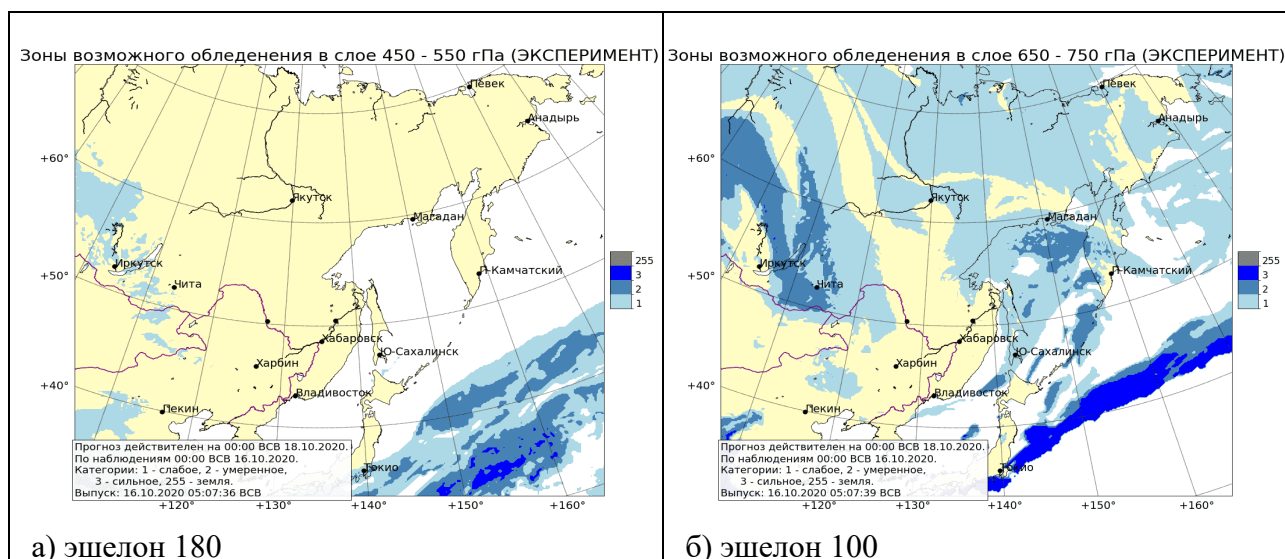 Зоны возможного обледенения в слое 450 - 550 гПа (ЭКСПЕРИМЕНТ)
Певек
Анадырь
+60°
Якутск
Магадан
Иркутск
П-Камчатский
+50°
Чита
255
3
2
1
Хабаровск
Ю-Сахалинск
Харбин
+40°
Владивосток
Пекин
Прогноз действителен на 00:00 ВСВ 18.10.2020.
По наблюдениям 00:00 ВСВ 16.10.2020.
Категории: 1 - слабое, 2 - умеренное,
3 - сильное, 255 - земля.
Выпуск: 16.10.2020 05:07:36 ВСВ
Токио
+120°
+130°
+140°
+150°
+160°
а) эшелон 180
Зоны возможного обледенения в слое 650 - 750 гПа (ЭКСПЕРИМЕНТ)
Певек
Анадырь
+60°
Якутск
Магадан
Иркутск
П-Камчатский
+50°
Чита
255
3
2
1
Хабаровск
Ю-Сахалинск
Харбин
+40°
Владивосток
Пекин
Прогноз действителен на 00:00 ВСВ 18.10.2020.
По наблюдениям 00:00 ВСВ 16.10.2020.
Категории: 1 - слабое, 2 - умеренное,
3 - сильное, 255 - земля.
Выпуск: 16.10.2020 05:07:39 ВСВ
Токио
+120°
+130°
+140°
+150°
+160°
б) эшелон 100